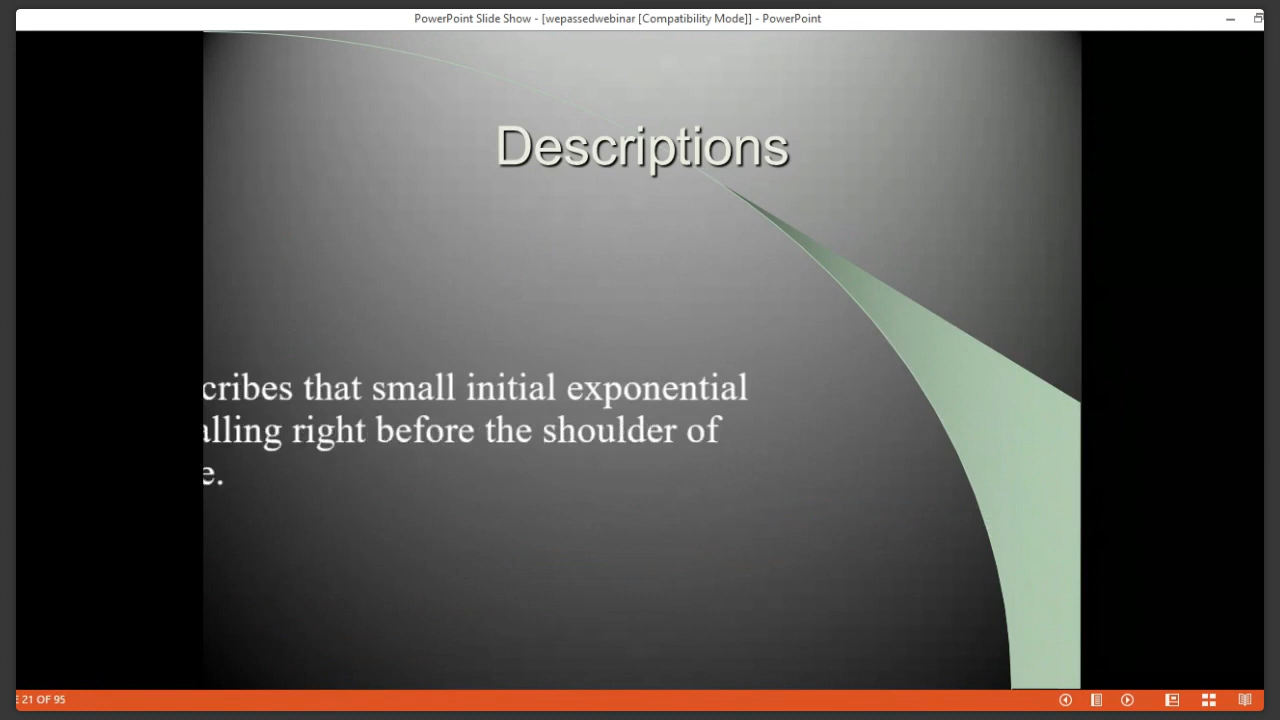 PowerPoint Slide Show - [wepassedwebinar [Compatibility Mode]] - PowerPoint
Descriptions
cribes that small initial exponential
alling right before the shoulder of
e.
E 21 OF 95